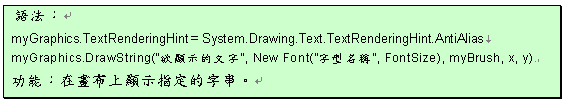 語法：
myGraphics.TextRenderingHint = System.Drawing.Text.TextRenderingHint.AntiAlias
myGraphics.DrawString("欲顯示的文字", New Font("字型名稱", FontSize), myBrush, x, y)
功能：在畫布上顯示指定的字串。